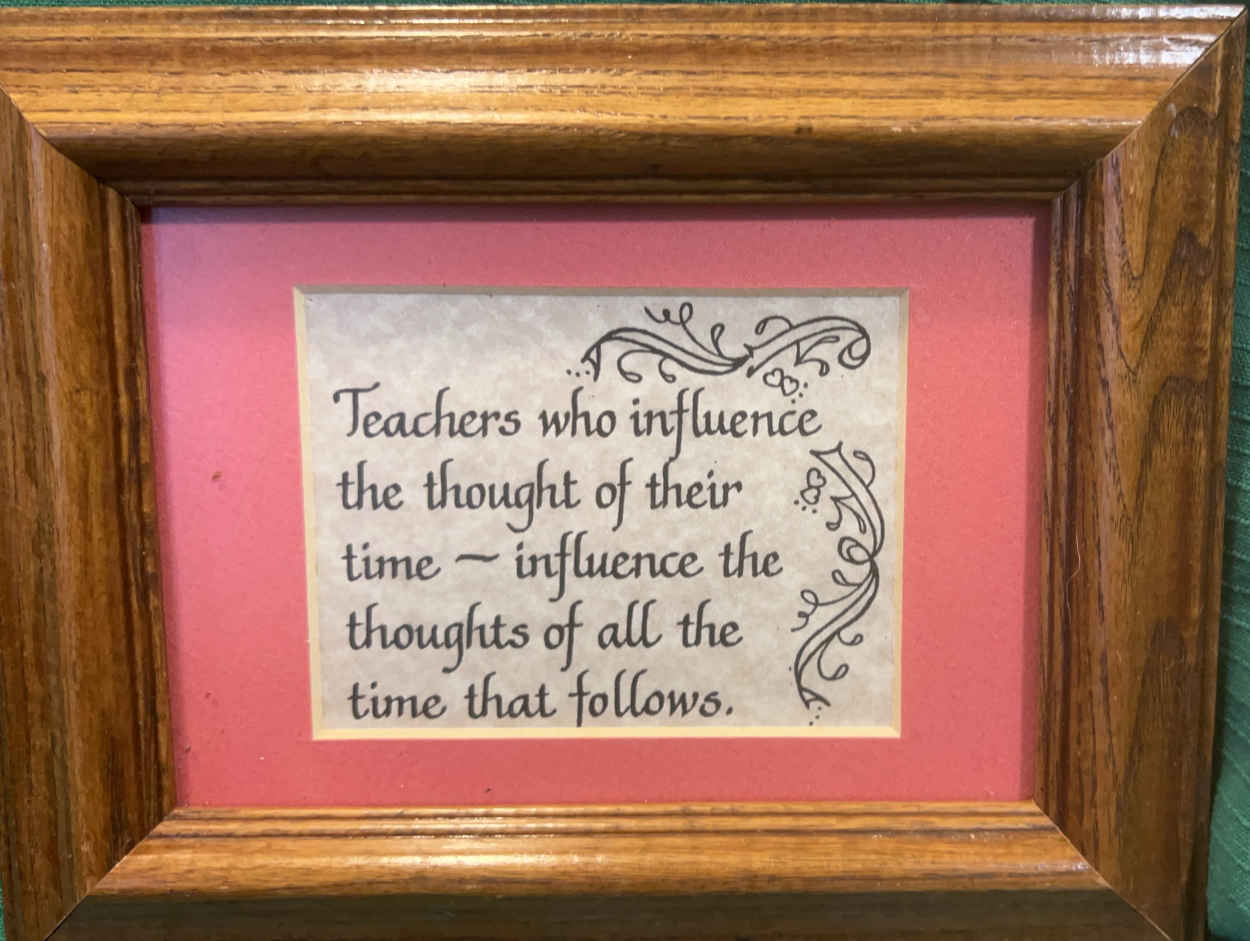 Teachers who influence
the thought of their
time ~ influence the
thoughts of all the
time that follows.